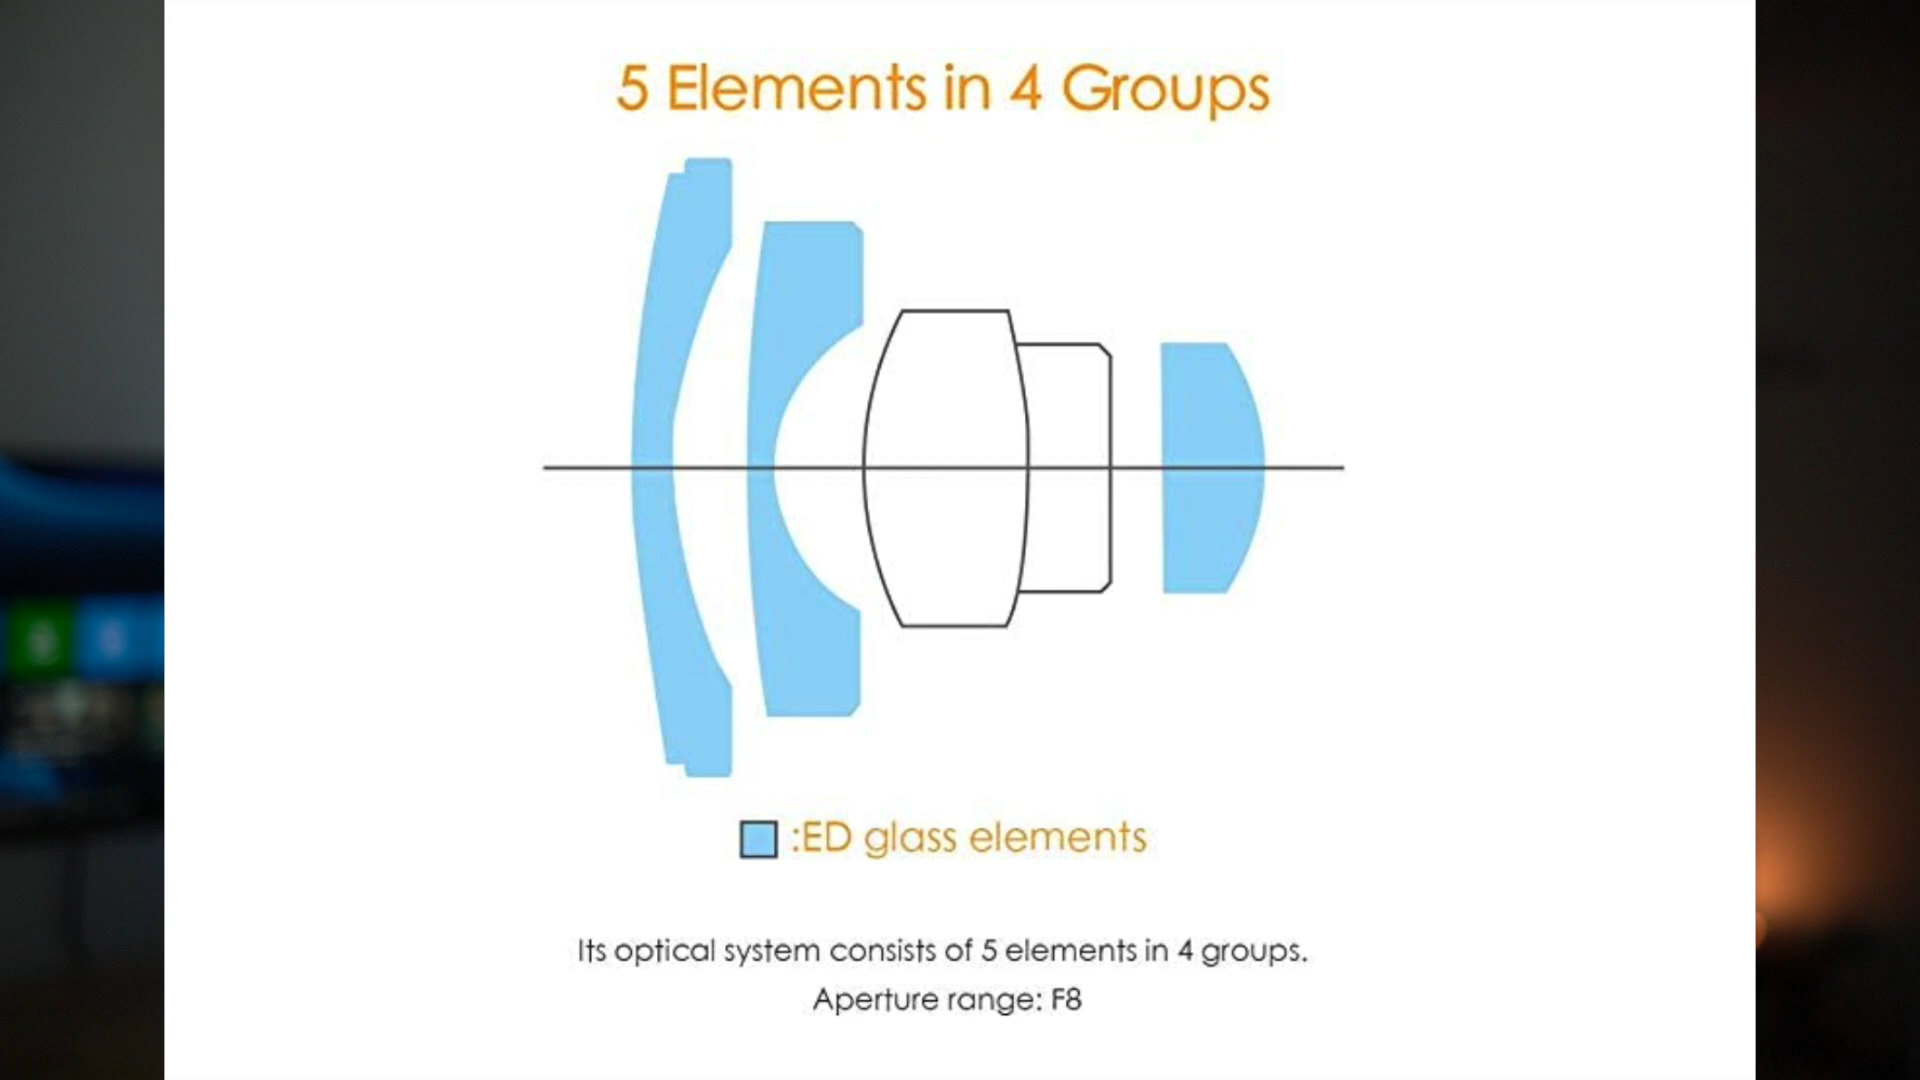 5 Elements in 4 Groups
:ED glass elements
Its optical system consists of 5 elements in 4 groups.
Aperture range: F8